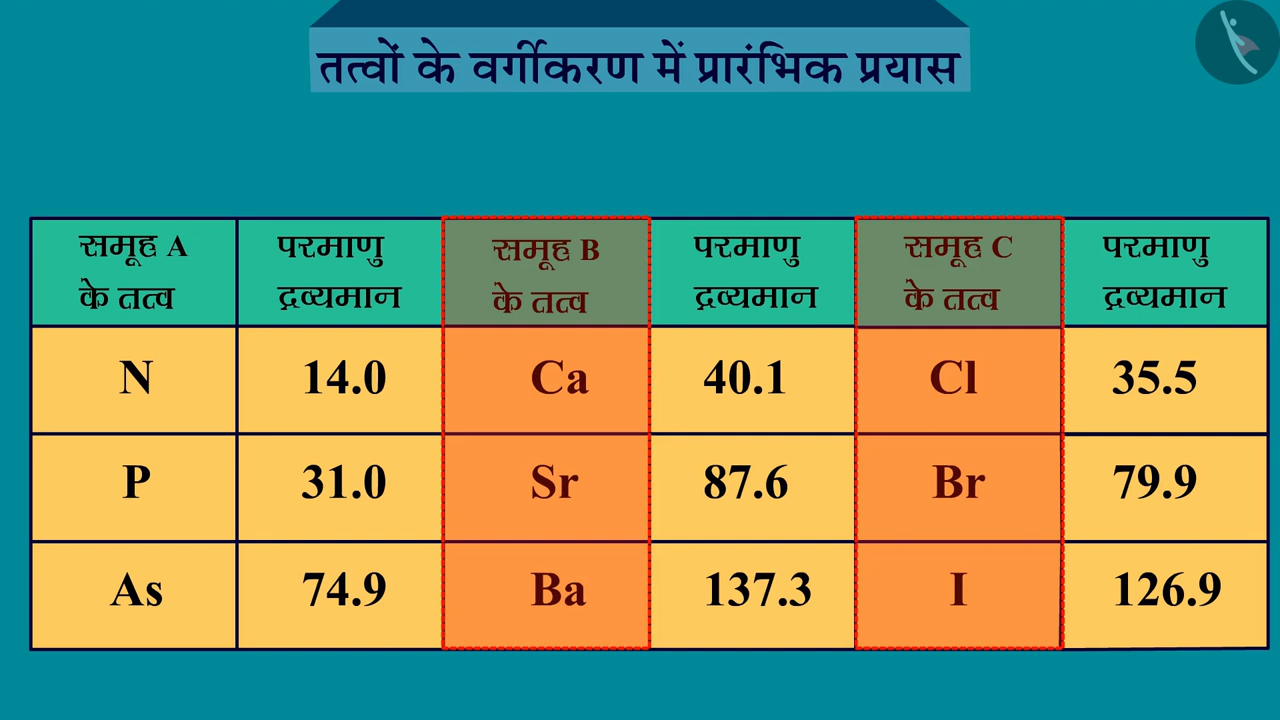 तत्वों के वर्गीकरण में प्रारंभिक प्रयास
समूह A के तत्व परमाणु द्रव्यमान समूह B के तत्व परमाणु द्रव्यमान समूह C के तत्व परमाणु द्रव्यमान
N 14.0 Ca 40.1 Cl 35.5
P 31.0 Sr 87.6 Br 79.9
As 74.9 Ba 137.3 I 126.9